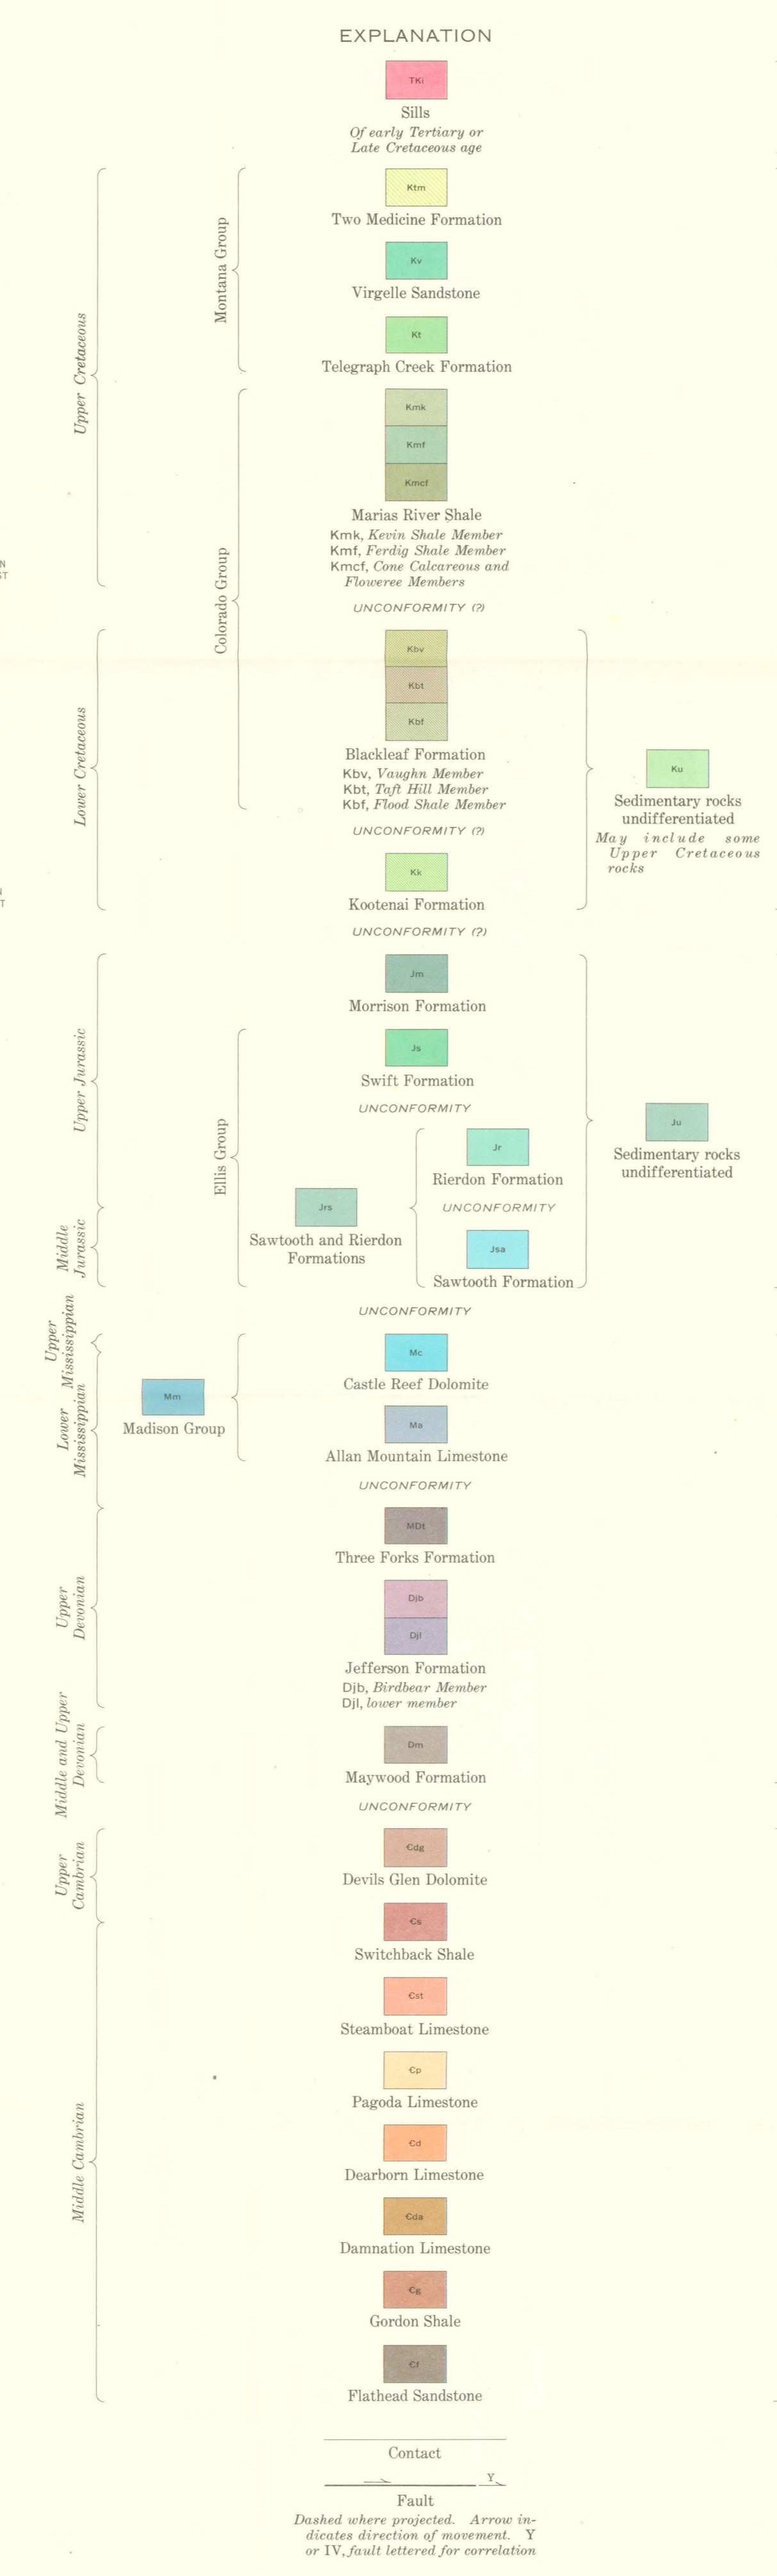 EXPLANATION
TKi
Sills
Of early Tertiary or
Late Cretaceous age
Upper Cretaceous
Montana Group
Ktm
Two Medicine Formation
Kv
Virgelle Sandstone
Kt
Telegraph Creek Formation
Colorado Group
Kmk
Kmf
Kmcf
Marias River Shale
Kmk, Kevin Shale Member
Kmf, Ferdig Shale Member
Kmcf, Cone Calcareous and
Floweree Members
UNCONFORMITY (?)
Lower Cretaceous
Kbv
Kbt
Kbf
Blackleaf Formation
Kbv, Vaughn Member
Kbt, Taft Hill Member
Kbf, Flood Shale Member
UNCONFORMITY (?)
Kk
Kootenai Formation
Ku
Sedimentary rocks
undifferentiated
May include some
Upper Cretaceous
rocks
UNCONFORMITY (?)
Upper Jurassic
Jm
Morrison Formation
Ellis Group
Js
Swift Formation
UNCONFORMITY
Jr
Rierdon Formation
UNCONFORMITY
Jrs
Sawtooth and Rierdon
Formations
Jsa
Sawtooth Formation
Ju
Sedimentary rocks
undifferentiated
Middle
Jurassic
UNCONFORMITY
Upper
Mississippian
Lower
Mississippian
Mm
Madison Group
Mc
Castle Reef Dolomite
Ma
Allan Mountain Limestone
UNCONFORMITY
MDt
Three Forks Formation
Upper
Devonian
Djb
Djl
Jefferson Formation
Djb, Birdbear Member
Djl, lower member
Middle and Upper
Devonian
Dm
Maywood Formation
UNCONFORMITY
Upper
Cambrian
Єdg
Devils Glen Dolomite
Єs
Switchback Shale
Middle Cambrian
Єst
Steamboat Limestone
Єp
Pagoda Limestone
Єd
Dearborn Limestone
Єda
Damnation Limestone
Єg
Gordon Shale
Єf
Flathead Sandstone
Contact
Y
Fault
Dashed where projected. Arrow in-
dicates direction of movement. Y
or IV, fault lettered for correlation